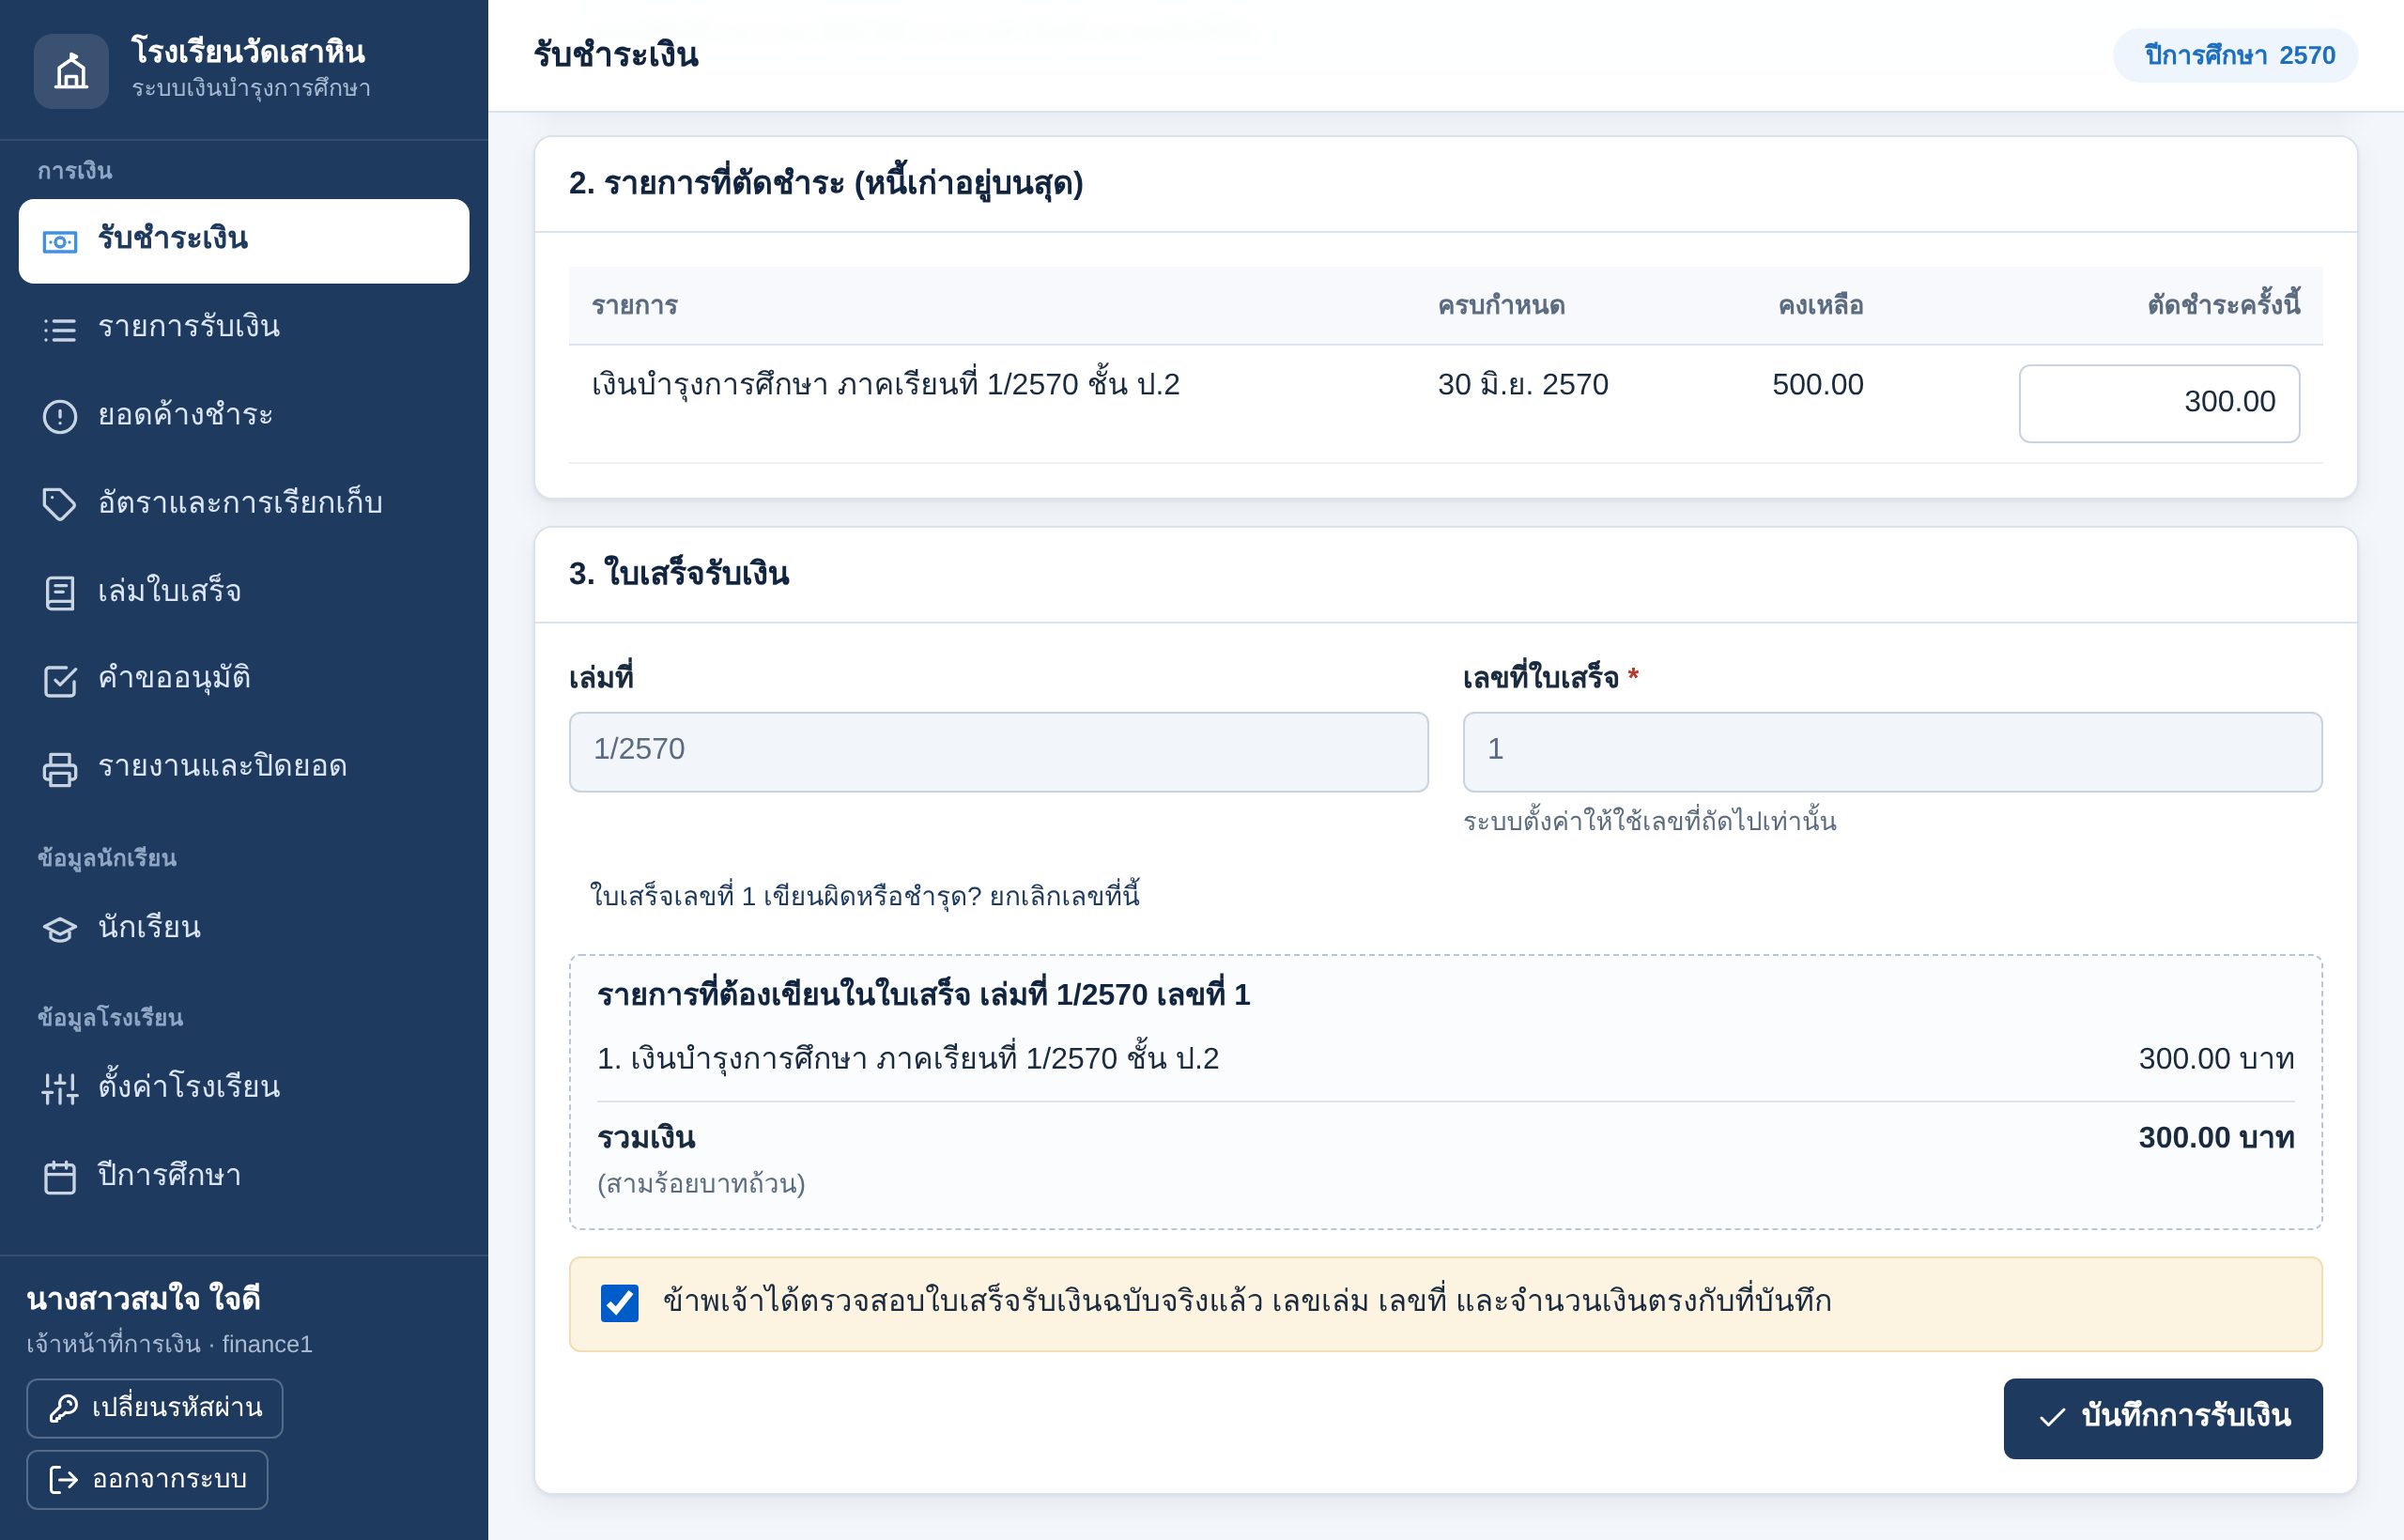 โรงเรียนวัดเสาหิน
ระบบเงินบำรุงการศึกษา
การเงิน
รับชำระเงิน
รายการรับเงิน
ยอดค้างชำระ
อัตราและการเรียกเก็บ
เล่มใบเสร็จ
คำขออนุมัติ
รายงานและปิดยอด
ข้อมูลนักเรียน
นักเรียน
ข้อมูลโรงเรียน
ตั้งค่าโรงเรียน
ปีการศึกษา
นางสาวสมใจ ใจดี
เจ้าหน้าที่การเงิน · finance1
เปลี่ยนรหัสผ่าน
ออกจากระบบ
รับชำระเงิน
ปีการศึกษา 2570
2. รายการที่ตัดชำระ (หนี้เก่าอยู่บนสุด)
รายการ ครบกำหนด คงเหลือ ตัดชำระครั้งนี้
เงินบำรุงการศึกษา ภาคเรียนที่ 1/2570 ชั้น ป.2 30 มิ.ย. 2570 500.00 300.00
3. ใบเสร็จรับเงิน
เล่มที่ เลขที่ใบเสร็จ *
1/2570 1
ระบบตั้งค่าให้ใช้เลขที่ถัดไปเท่านั้น
ใบเสร็จเลขที่ 1 เขียนผิดหรือชำรุด? ยกเลิกเลขที่นี้
รายการที่ต้องเขียนในใบเสร็จ เล่มที่ 1/2570 เลขที่ 1
1. เงินบำรุงการศึกษา ภาคเรียนที่ 1/2570 ชั้น ป.2 300.00 บาท
รวมเงิน 300.00 บาท
(สามร้อยบาทถ้วน)
ข้าพเจ้าได้ตรวจสอบใบเสร็จรับเงินฉบับจริงแล้ว เลขเล่ม เลขที่ และจำนวนเงินตรงกับที่บันทึก
บันทึกการรับเงิน